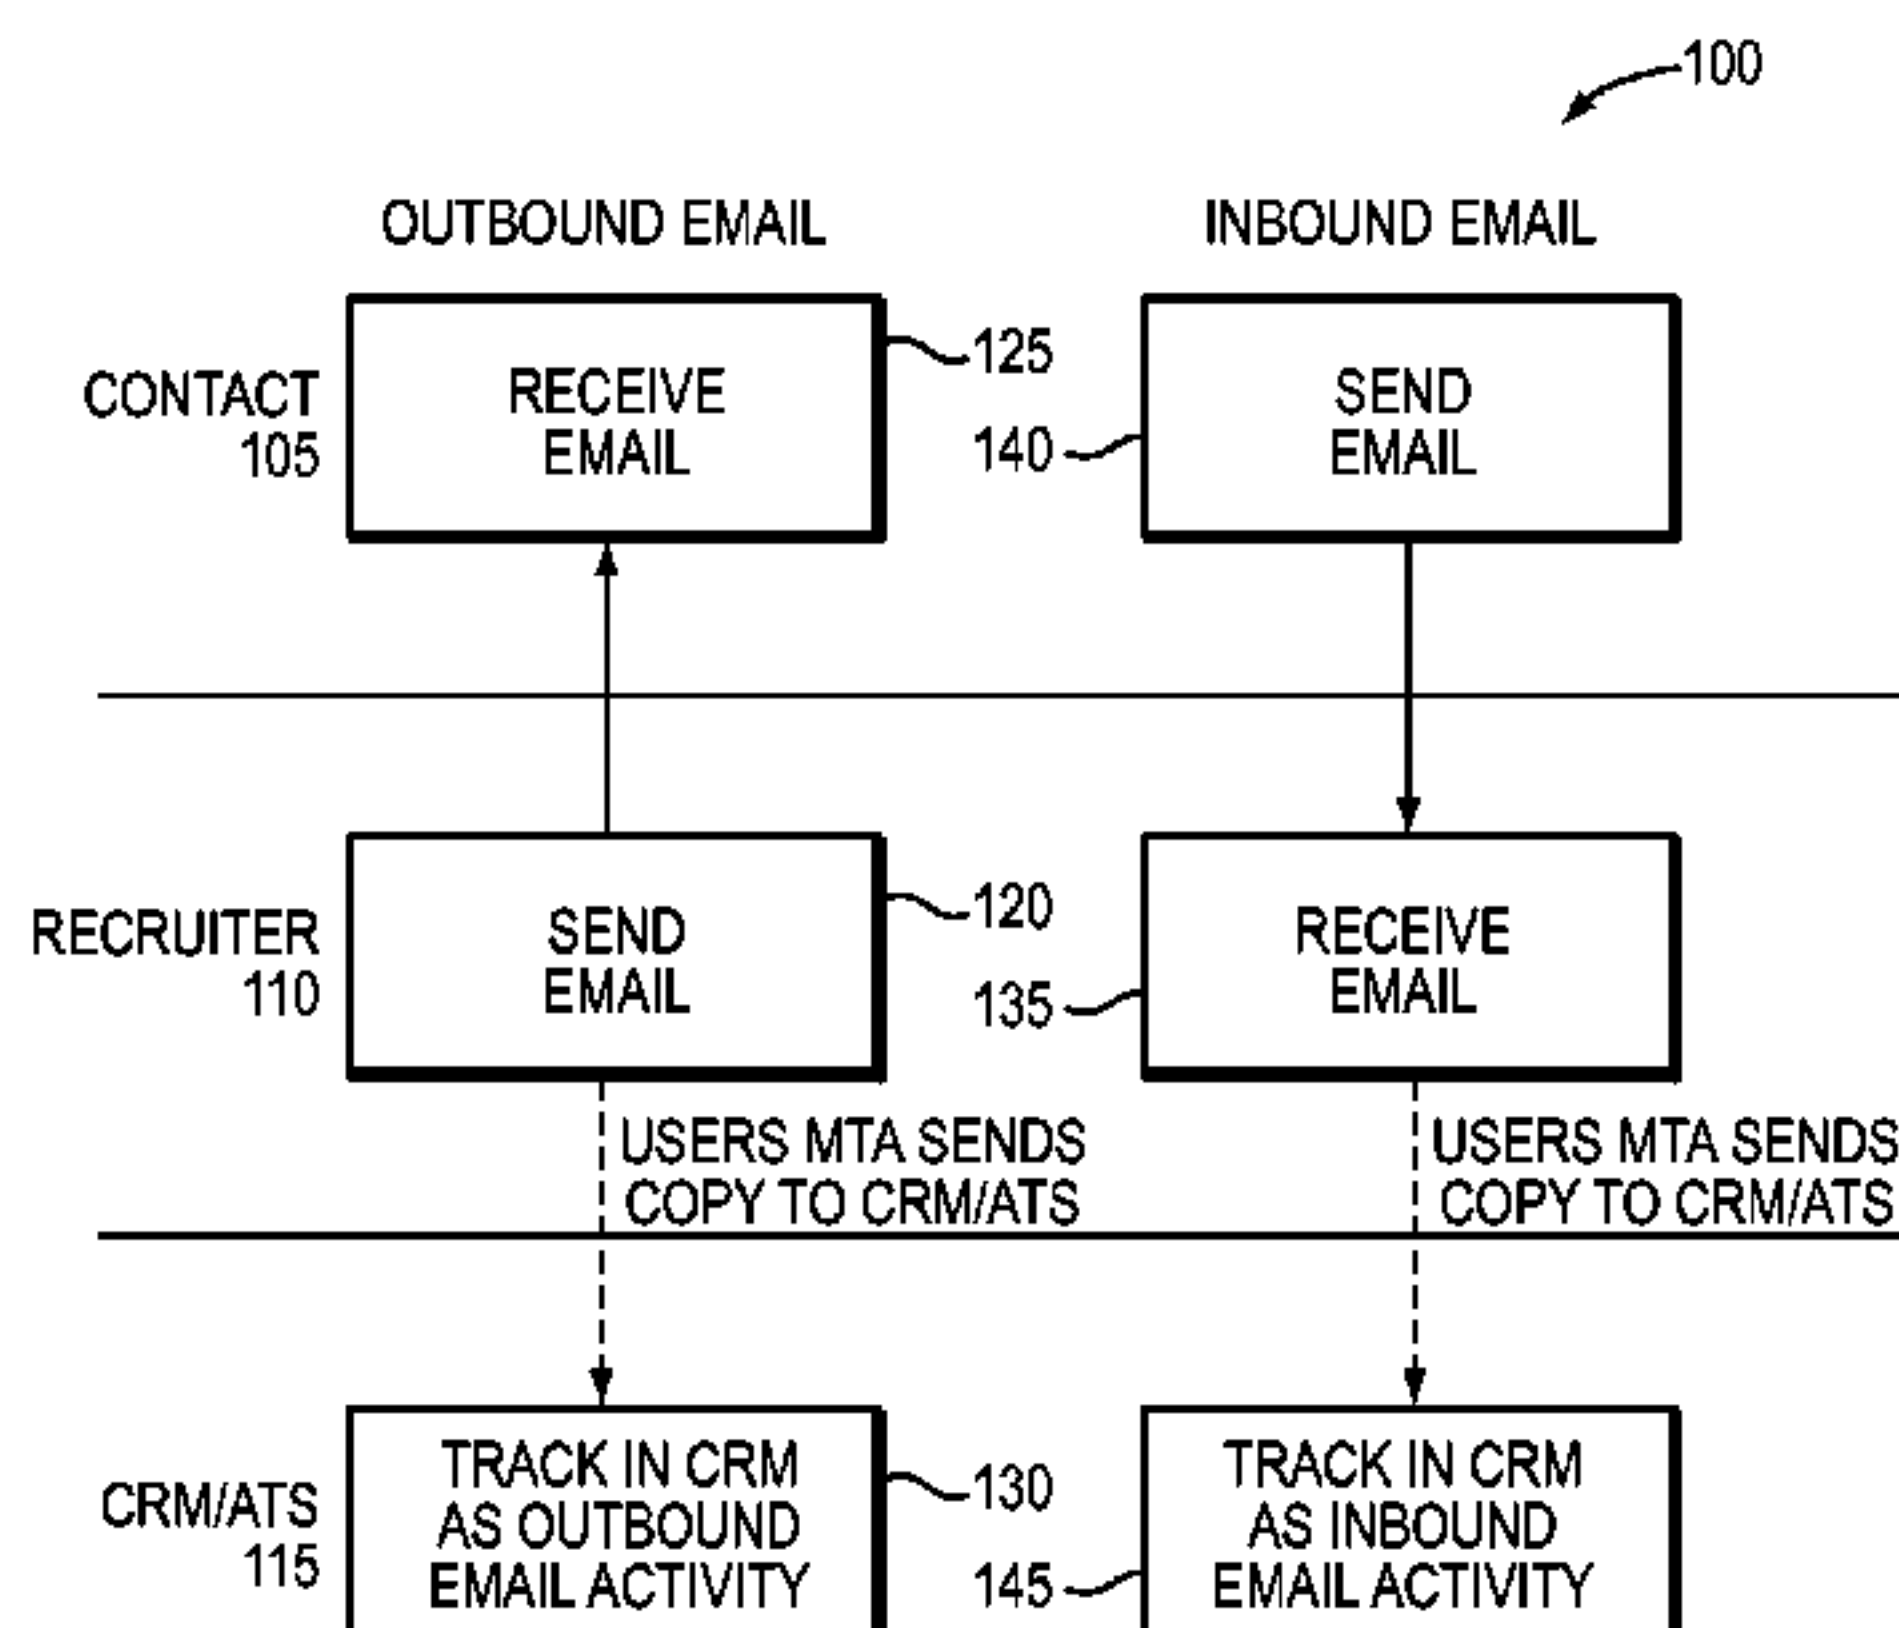 100
OUTBOUND EMAIL
INBOUND EMAIL
CONTACT
105
RECEIVE
EMAIL
125
140
SEND
EMAIL
RECRUITER
110
SEND
EMAIL
120
135
RECEIVE
EMAIL
USERS MTA SENDS
COPY TO CRM/ATS
USERS MTA SENDS
COPY TO CRM/ATS
CRM/ATS
115
TRACK IN CRM
AS OUTBOUND
EMAIL ACTIVITY
130
145
TRACK IN CRM
AS INBOUND
EMAIL ACTIVITY